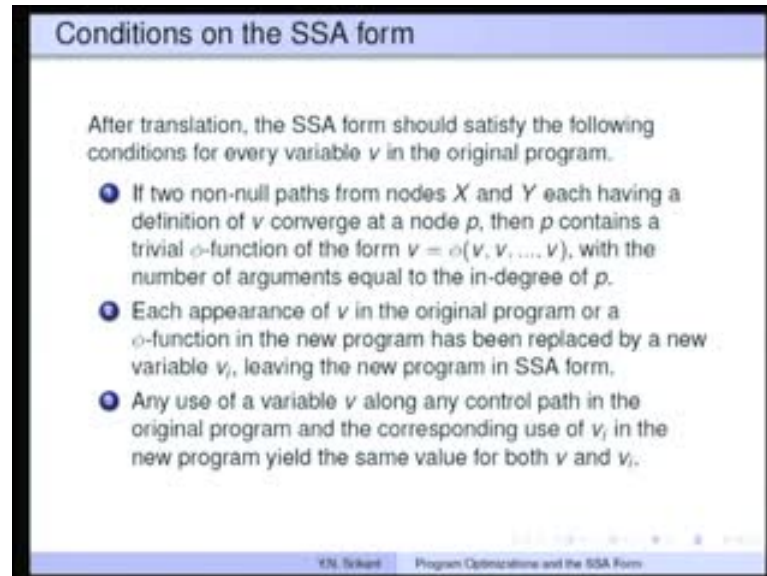 Conditions on the SSA form
After translation, the SSA form should satisfy the following
conditions for every variable v in the original program.
1 If two non-null paths from nodes X and Y each having a
definition of v converge at a node p, then p contains a
trivial φ-function of the form v = φ(v, v, ..., v), with the
number of arguments equal to the in-degree of p.
2 Each appearance of v in the original program or a
φ-function in the new program has been replaced by a new
variable vᵢ, leaving the new program in SSA form.
3 Any use of a variable v along any control path in the
original program and the corresponding use of vᵢ in the
new program yield the same value for both v and vᵢ.
Y.N. Srikant Program Optimizations and the SSA Form